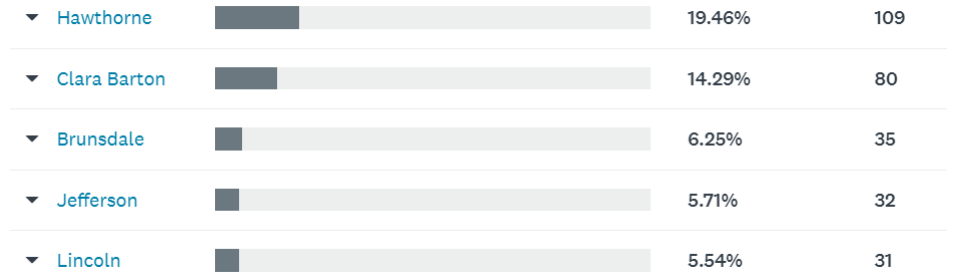 Hawthorne 19.46% 109
Clara Barton 14.29% 80
Brunsdale 6.25% 35
Jefferson 5.71% 32
Lincoln 5.54% 31